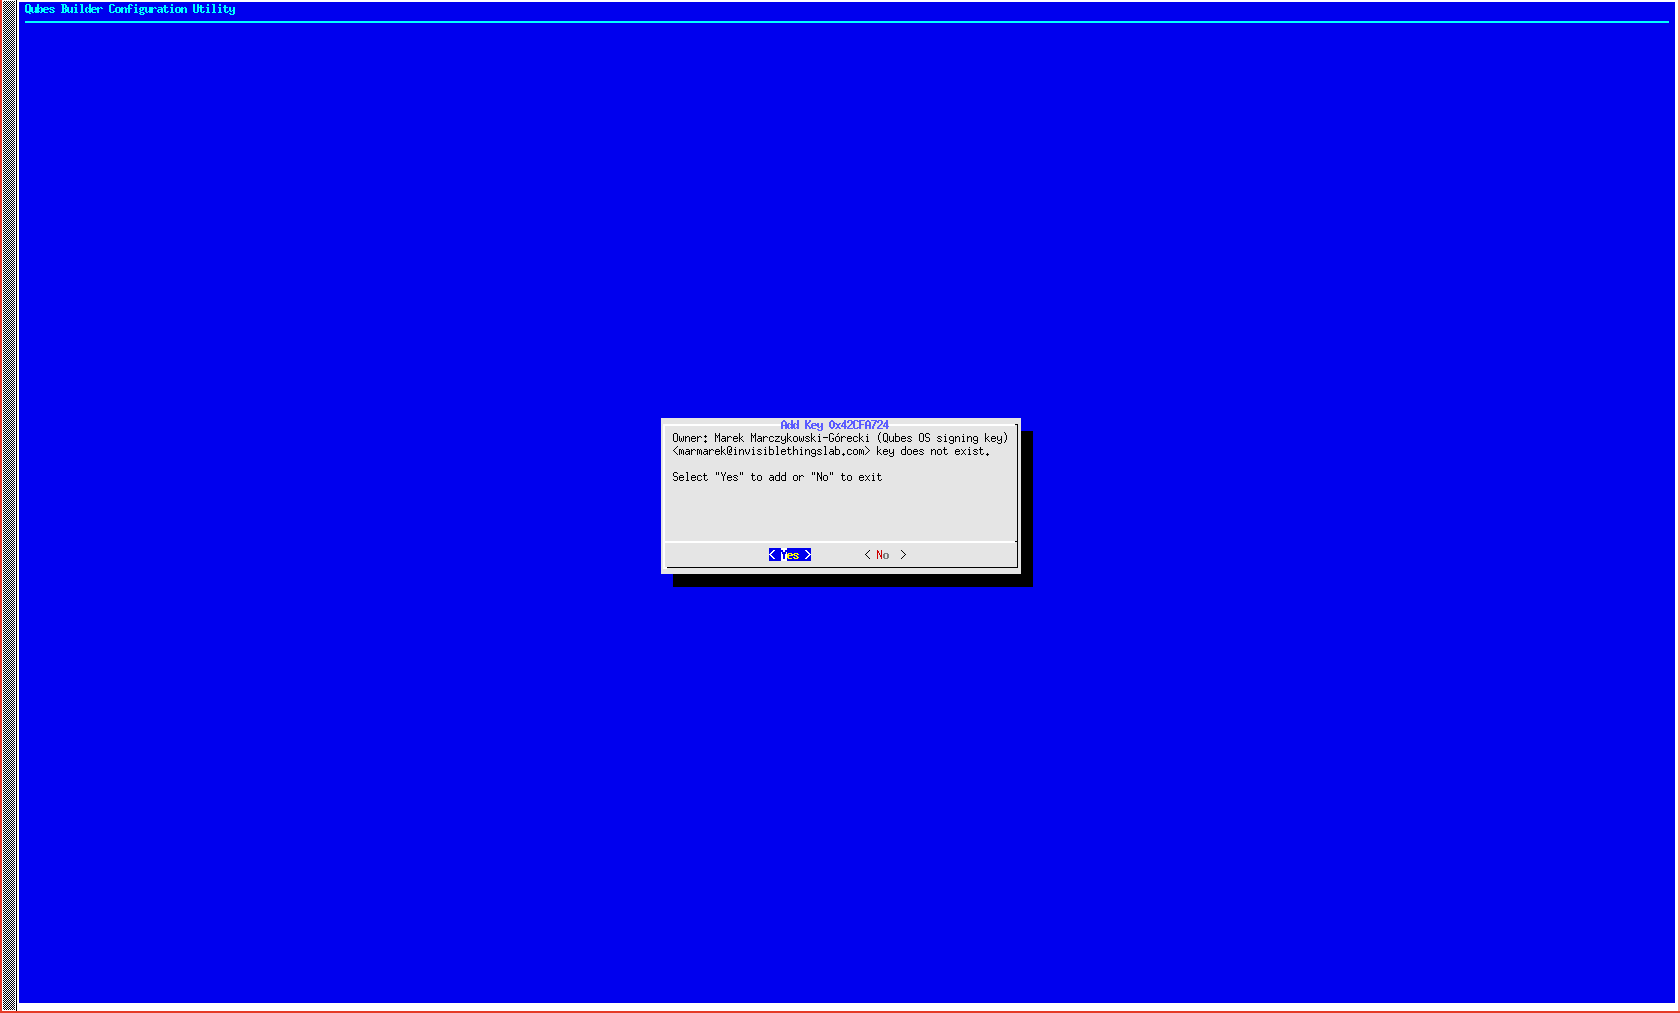 Qubes Builder Configuration Utility
Add Key 0x42CFA724
Owner: Marek Marczykowski-Górecki (Qubes OS signing key)
<marmarek@invisiblethingslab.com> key does not exist.
Select "Yes" to add or "No" to exit
< Yes > < No >